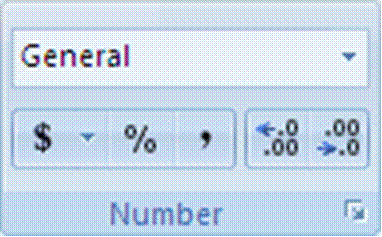 General
$ % , .0 .00 .00 .0
Number